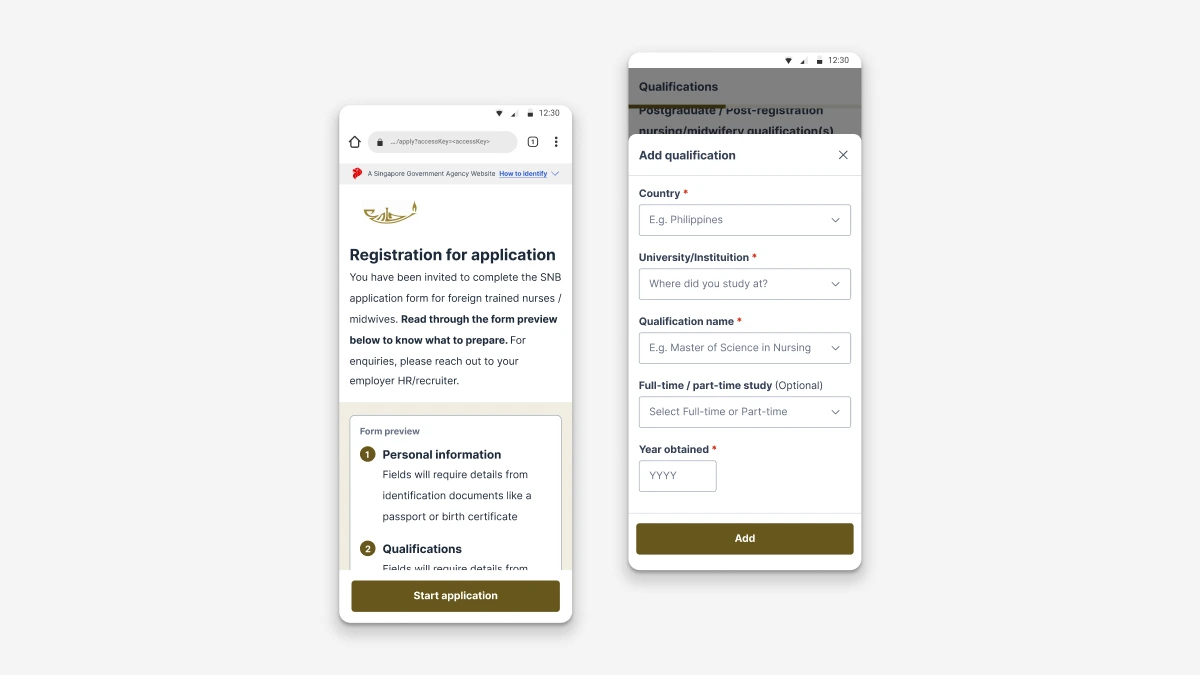 12:30
.../apply?accessKey=<accessKey>
1
A Singapore Government Agency Website How to identify
Registration for application
You have been invited to complete the SNB
application form for foreign trained nurses /
midwives. Read through the form preview
below to know what to prepare. For
enquiries, please reach out to your
employer HR/recruiter.
Form preview
1 Personal information
Fields will require details from
identification documents like a
passport or birth certificate
2 Qualifications
Fields will require details from
Start application
12:30
Qualifications
Postgraduate / Post-registration
nursing/midwifery qualification(s)
Add qualification
Country *
E.g. Philippines
University/Instituition *
Where did you study at?
Qualification name *
E.g. Master of Science in Nursing
Full-time / part-time study (Optional)
Select Full-time or Part-time
Year obtained *
YYYY
Add